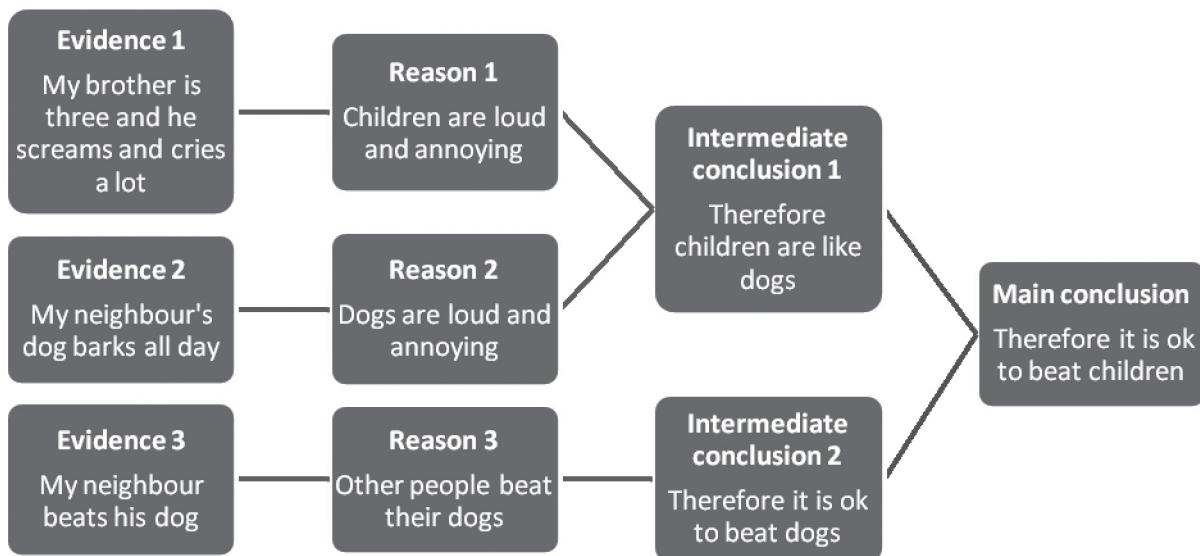 Evidence 1
My brother is
three and he
screams and cries
a lot
Reason 1
Children are loud
and annoying
Evidence 2
My neighbour's
dog barks all day
Reason 2
Dogs are loud and
annoying
Intermediate
conclusion 1
Therefore
children are like
dogs
Evidence 3
My neighbour
beats his dog
Reason 3
Other people beat
their dogs
Intermediate
conclusion 2
Therefore it is ok
to beat dogs
Main conclusion
Therefore it is ok
to beat children